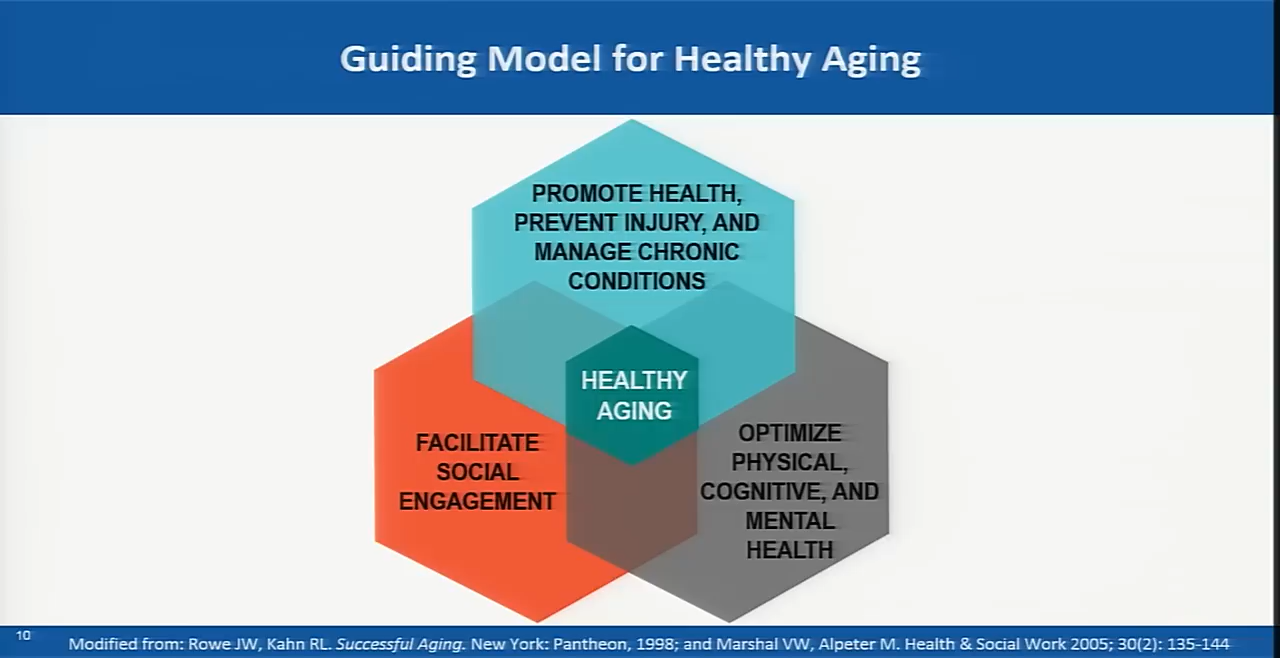 Guiding Model for Healthy Aging
PROMOTE HEALTH,
PREVENT INJURY, AND
MANAGE CHRONIC
CONDITIONS
HEALTHY
AGING
FACILITATE
SOCIAL
ENGAGEMENT
OPTIMIZE
PHYSICAL,
COGNITIVE, AND
MENTAL
HEALTH
10
Modified from: Rowe JW, Kahn RL. Successful Aging. New York: Pantheon, 1998; and Marshal VW, Alpeter M. Health & Social Work 2005; 30(2): 135-144